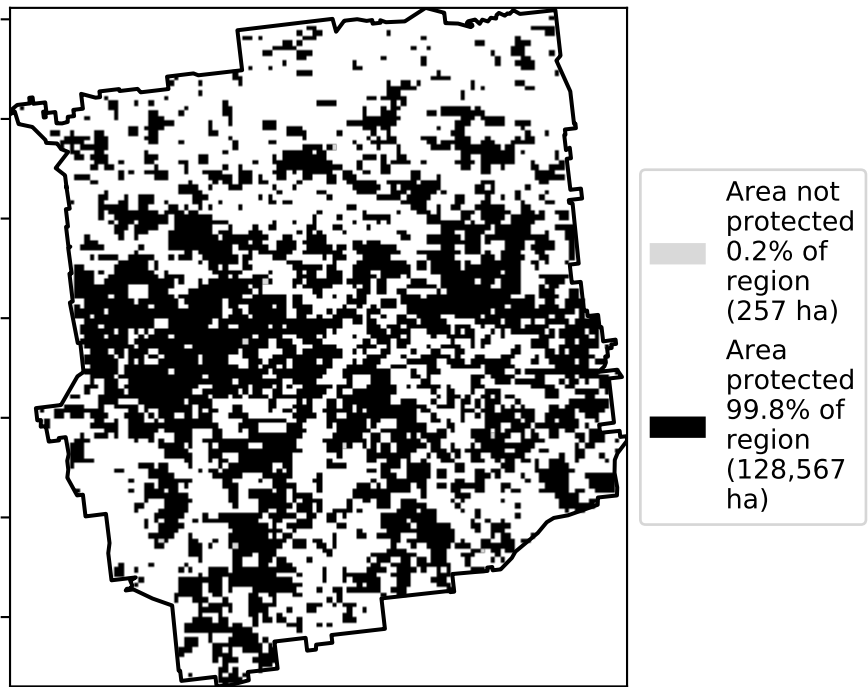 Area not
protected
0.2% of
region
(257 ha)
Area
protected
99.8% of
region
(128,567
ha)